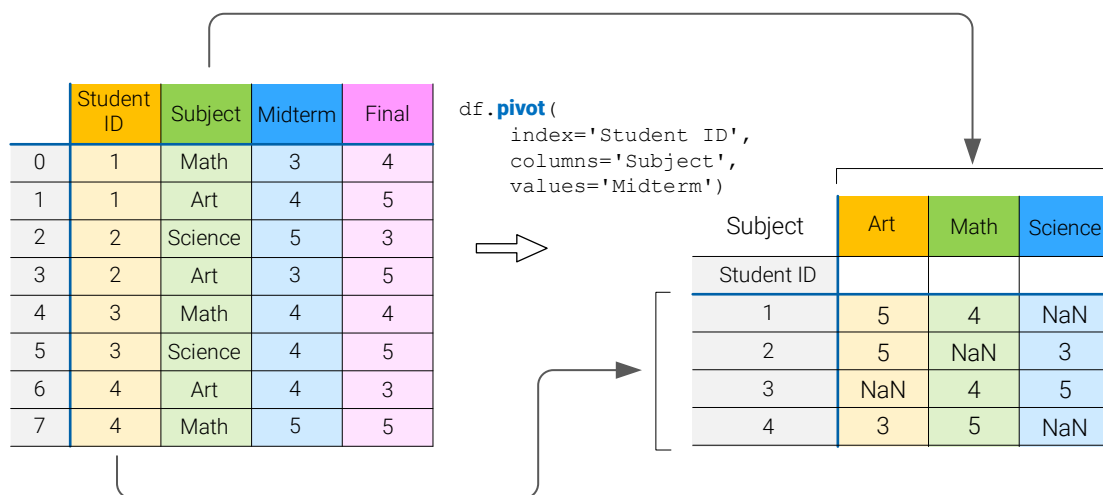 Student ID Subject Midterm Final
0 1 Math 3 4
1 1 Art 4 5
2 2 Science 5 3
3 2 Art 3 5
4 3 Math 4 4
5 3 Science 4 5
6 4 Art 4 3
7 4 Math 5 5
df.pivot(
index='Student ID',
columns='Subject',
values='Midterm')
Subject Art Math Science
Student ID
1 5 4 NaN
2 5 NaN 3
3 NaN 4 5
4 3 5 NaN